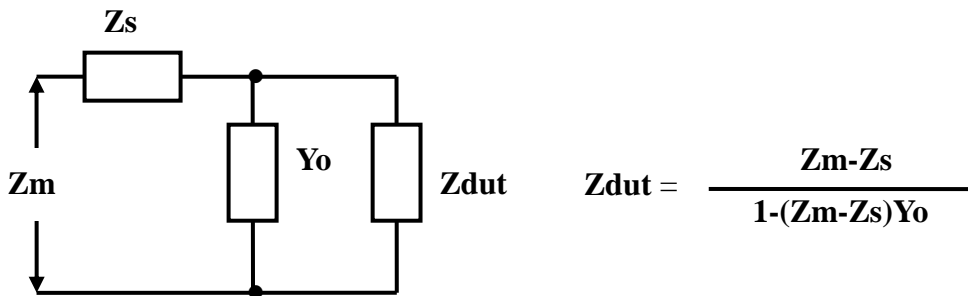 Zs
Yo
Zm
Zdut
Zdut =
Zm-Zs
1-(Zm-Zs)Yo